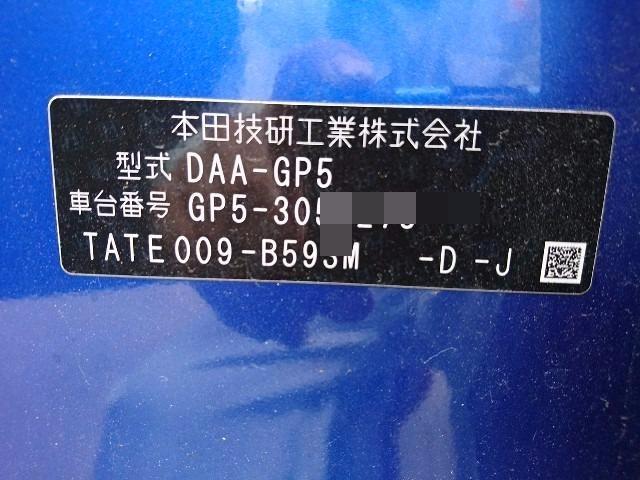 本田技研工業株式会社
型式 DAA-GP5
車台番号 GP5-305
TATE009-B593M -D -J